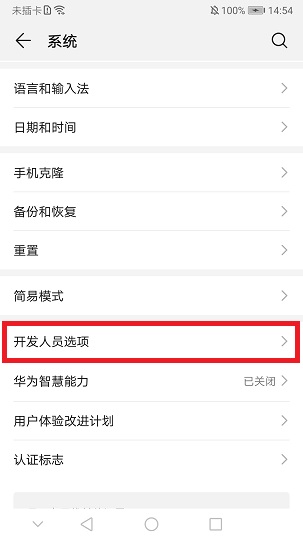 未插卡 100% 14:54
系统
语言和输入法
日期和时间
手机克隆
备份和恢复
重置
简易模式
开发人员选项
华为智慧能力 已关闭
用户体验改进计划
认证标志